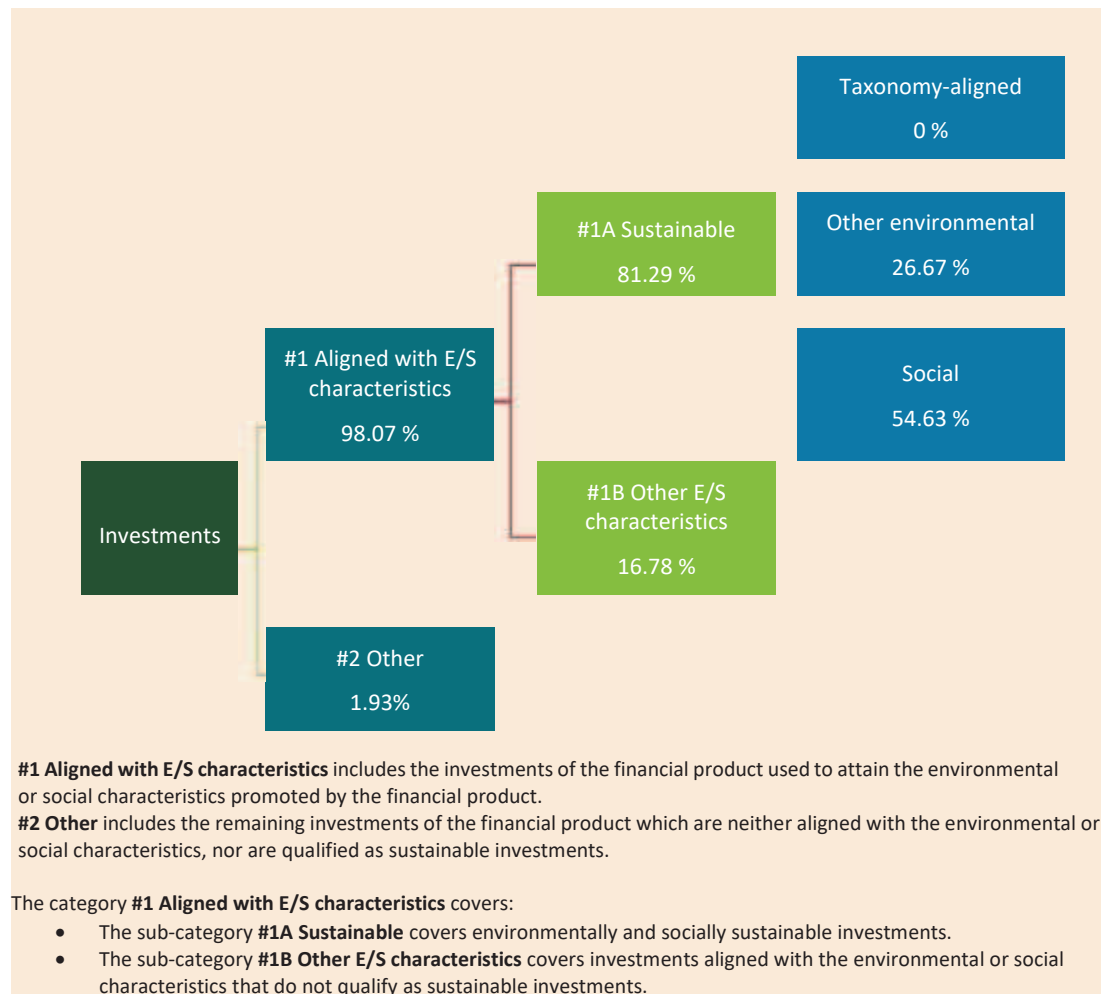 Taxonomy-aligned
0 %
#1A Sustainable
81.29 %
Other environmental
26.67 %
#1 Aligned with E/S
characteristics
98.07 %
Social
54.63 %
Investments
#1B Other E/S
characteristics
16.78 %
#2 Other
1.93%
#1 Aligned with E/S characteristics includes the investments of the financial product used to attain the environmental
or social characteristics promoted by the financial product.
#2 Other includes the remaining investments of the financial product which are neither aligned with the environmental or
social characteristics, nor are qualified as sustainable investments.
The category #1 Aligned with E/S characteristics covers:
• The sub-category #1A Sustainable covers environmentally and socially sustainable investments.
• The sub-category #1B Other E/S characteristics covers investments aligned with the environmental or social
characteristics that do not qualify as sustainable investments.